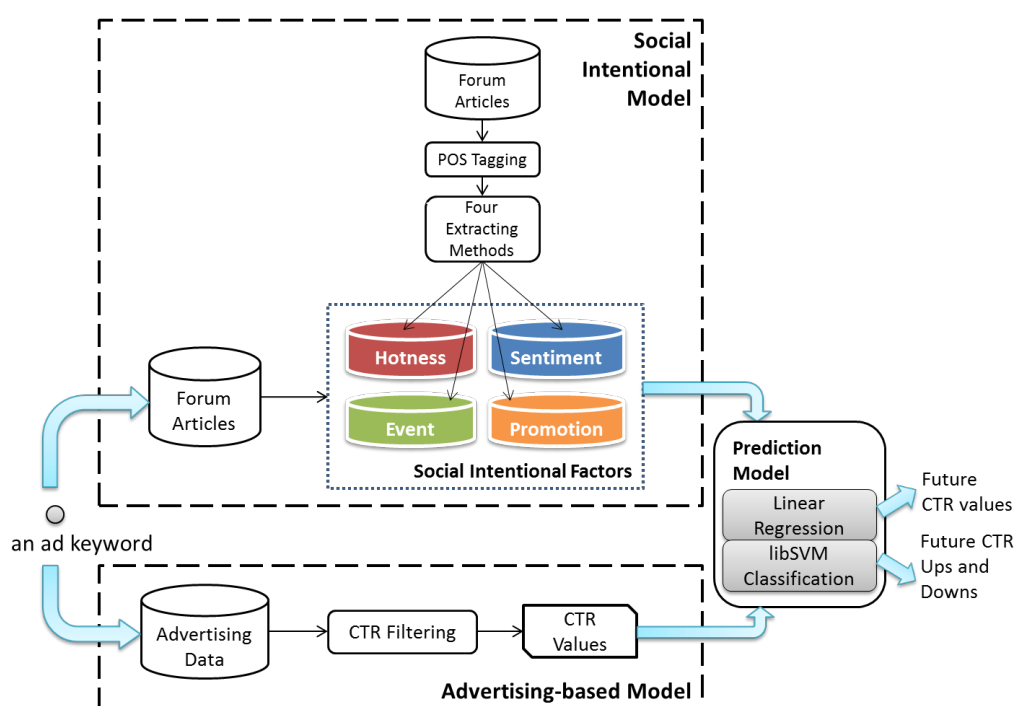 Social
Intentional
Model
Forum
Articles
POS Tagging
Four
Extracting
Methods
Hotness
Sentiment
Event
Promotion
Social Intentional Factors
Forum
Articles
an ad keyword
Prediction
Model
Linear
Regression
libSVM
Classification
Future
CTR values
Future CTR
Ups and
Downs
Advertising
Data
CTR Filtering
CTR
Values
Advertising-based Model